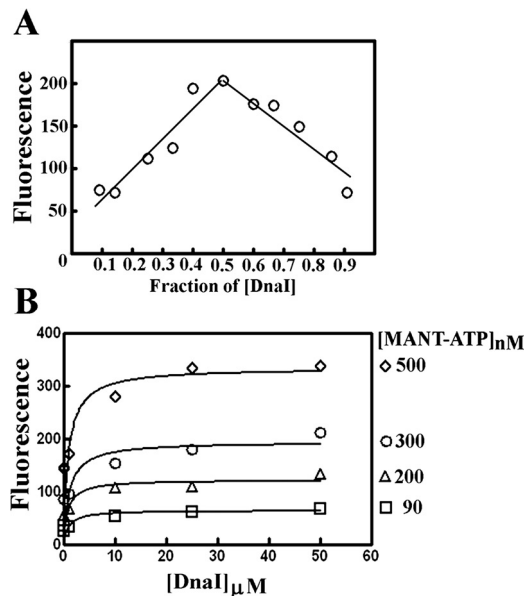 A
Fluorescence
200
150
100
50
0
0.1 0.2 0.3 0.4 0.5 0.6 0.7 0.8 0.9
Fraction of [DnaI]
B
Fluorescence
400
300
200
100
0
0 10 20 30 40 50 60
[DnaI]μM
[MANT-ATP]nM
500
300
200
90